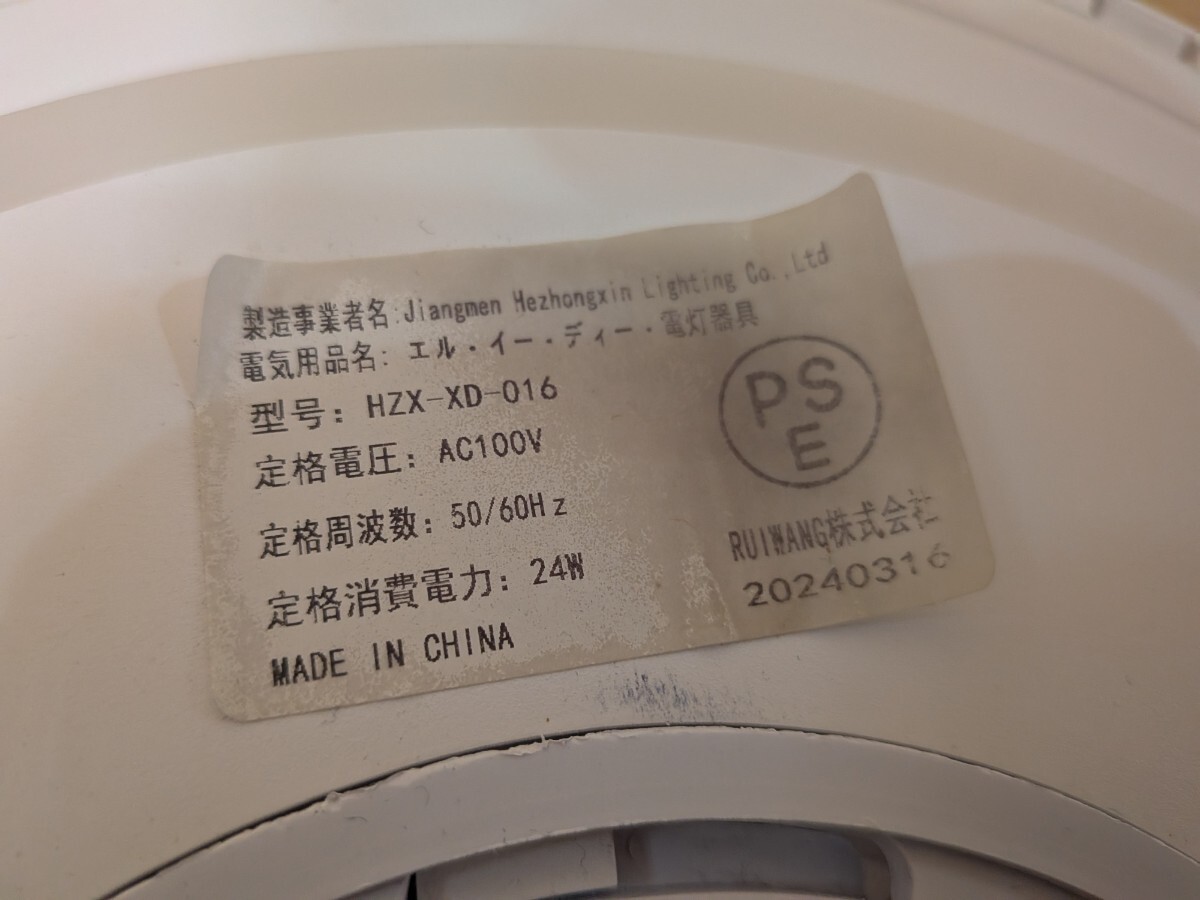 製造事業者名:Jiangmen Hezhongxin Lighting Co.,Ltd
電気用品名: エル・イー・ディー・電灯器具
型号: HZX-XD-016
定格電圧: AC100V
定格周波数: 50/60Hz
定格消費電力: 24W
MADE IN CHINA
PS
E
RUIWANG株式会社
20240316